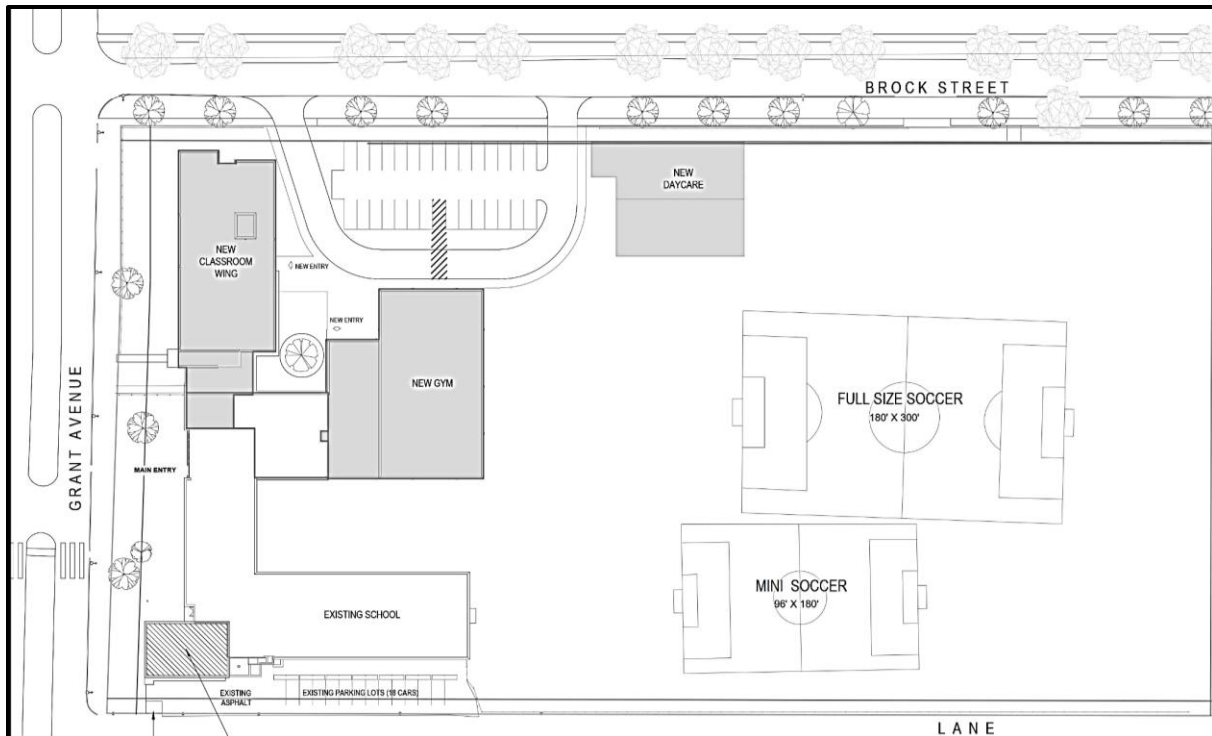 BROCK STREET
NEW
DAYCARE
NEW
CLASSROOM
WING
NEW ENTRY
NEW ENTRY
NEW GYM
FULL SIZE SOCCER
180' X 300'
GRANT AVENUE
MAIN ENTRY
MINI SOCCER
96' X 180'
EXISTING SCHOOL
EXISTING
ASPHALT
EXISTING PARKING LOTS (18 CARS)
LANE